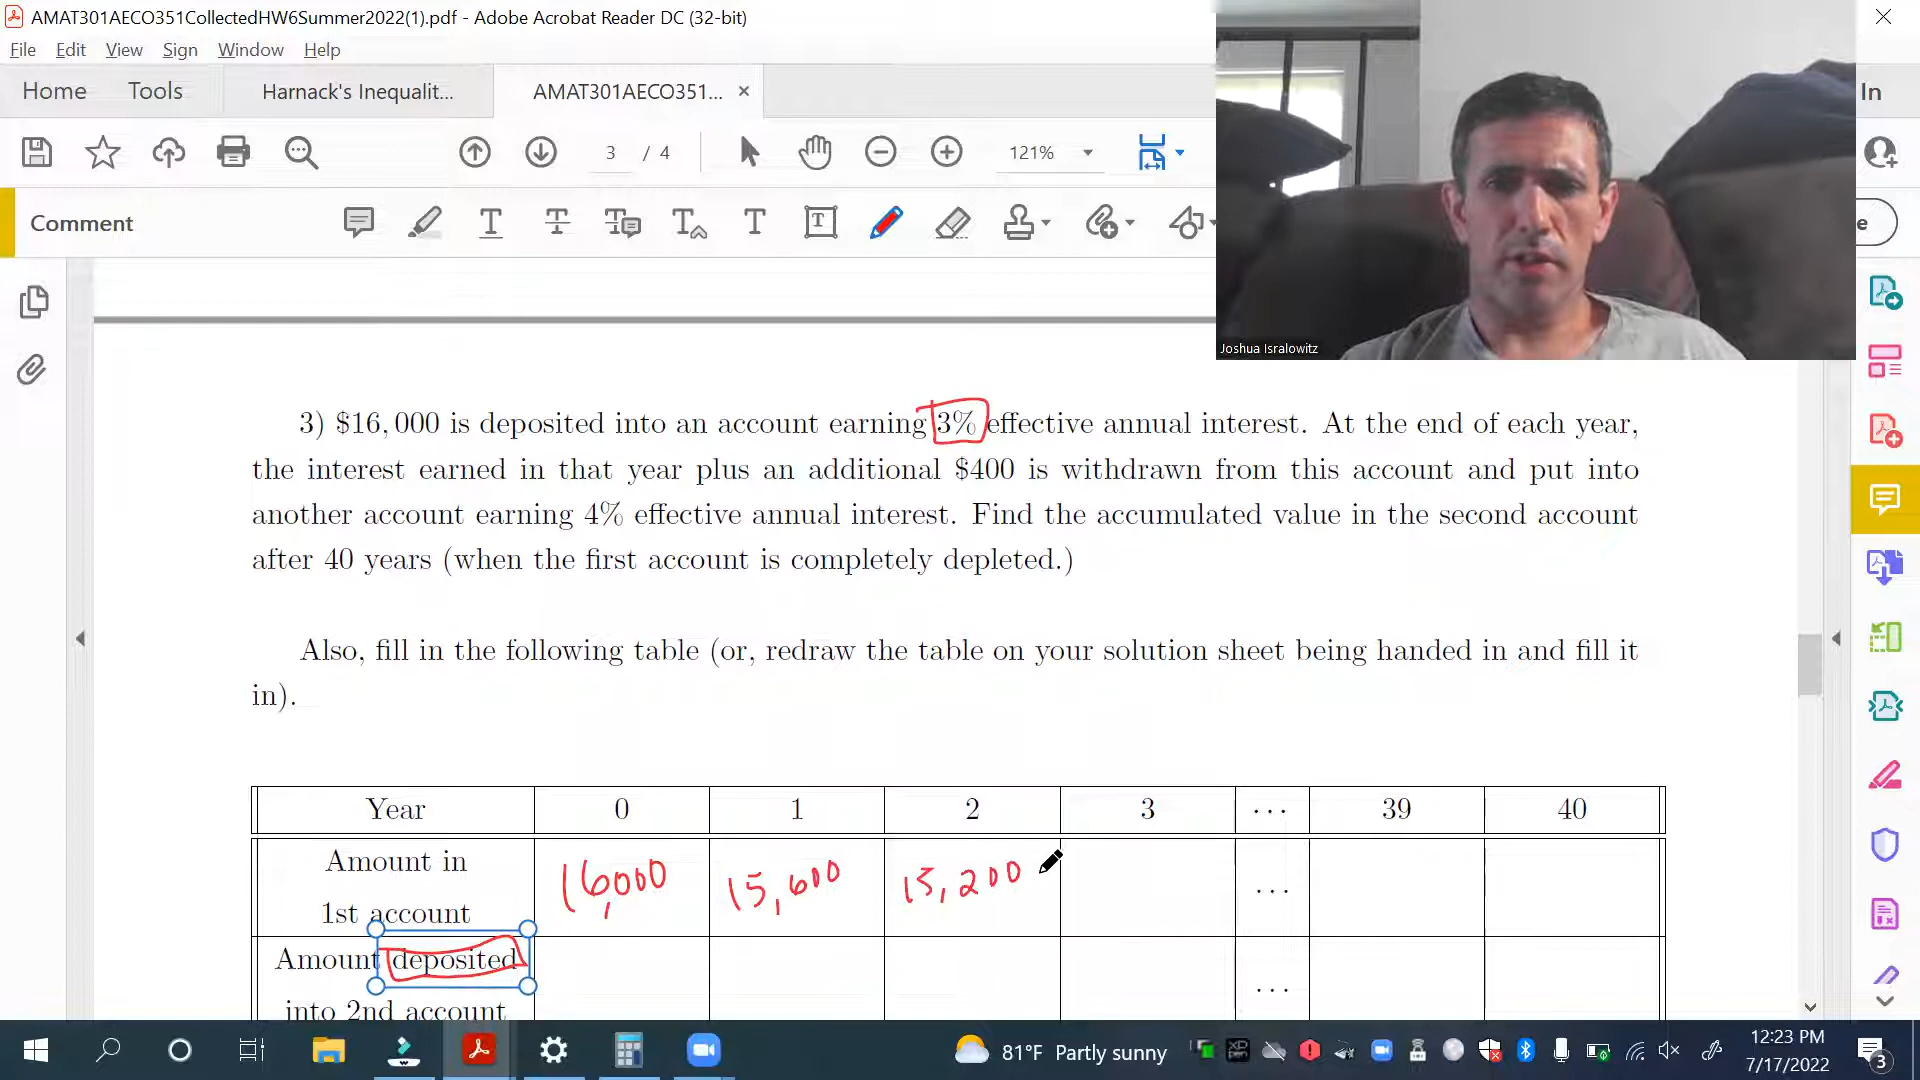 AMAT301AECO351CollectedHW6Summer2022(1).pdf - Adobe Acrobat Reader DC (32-bit)
File Edit View Sign Window Help
Home Tools Harnack's Inequalit... AMAT301AECO351... × In
3 / 4 121%
Comment
T T T T T T e
Joshua Isralowitz
3) $16,000 is deposited into an account earning 3% effective annual interest. At the end of each year,
the interest earned in that year plus an additional $400 is withdrawn from this account and put into
another account earning 4% effective annual interest. Find the accumulated value in the second account
after 40 years (when the first account is completely depleted.)
Also, fill in the following table (or, redraw the table on your solution sheet being handed in and fill it
in).
Year 0 1 2 3 ... 39 40
Amount in
1st account 16,000 15,600 15,200 ...
Amount deposited
into 2nd account ...
81°F Partly sunny
12:23 PM
7/17/2022
3